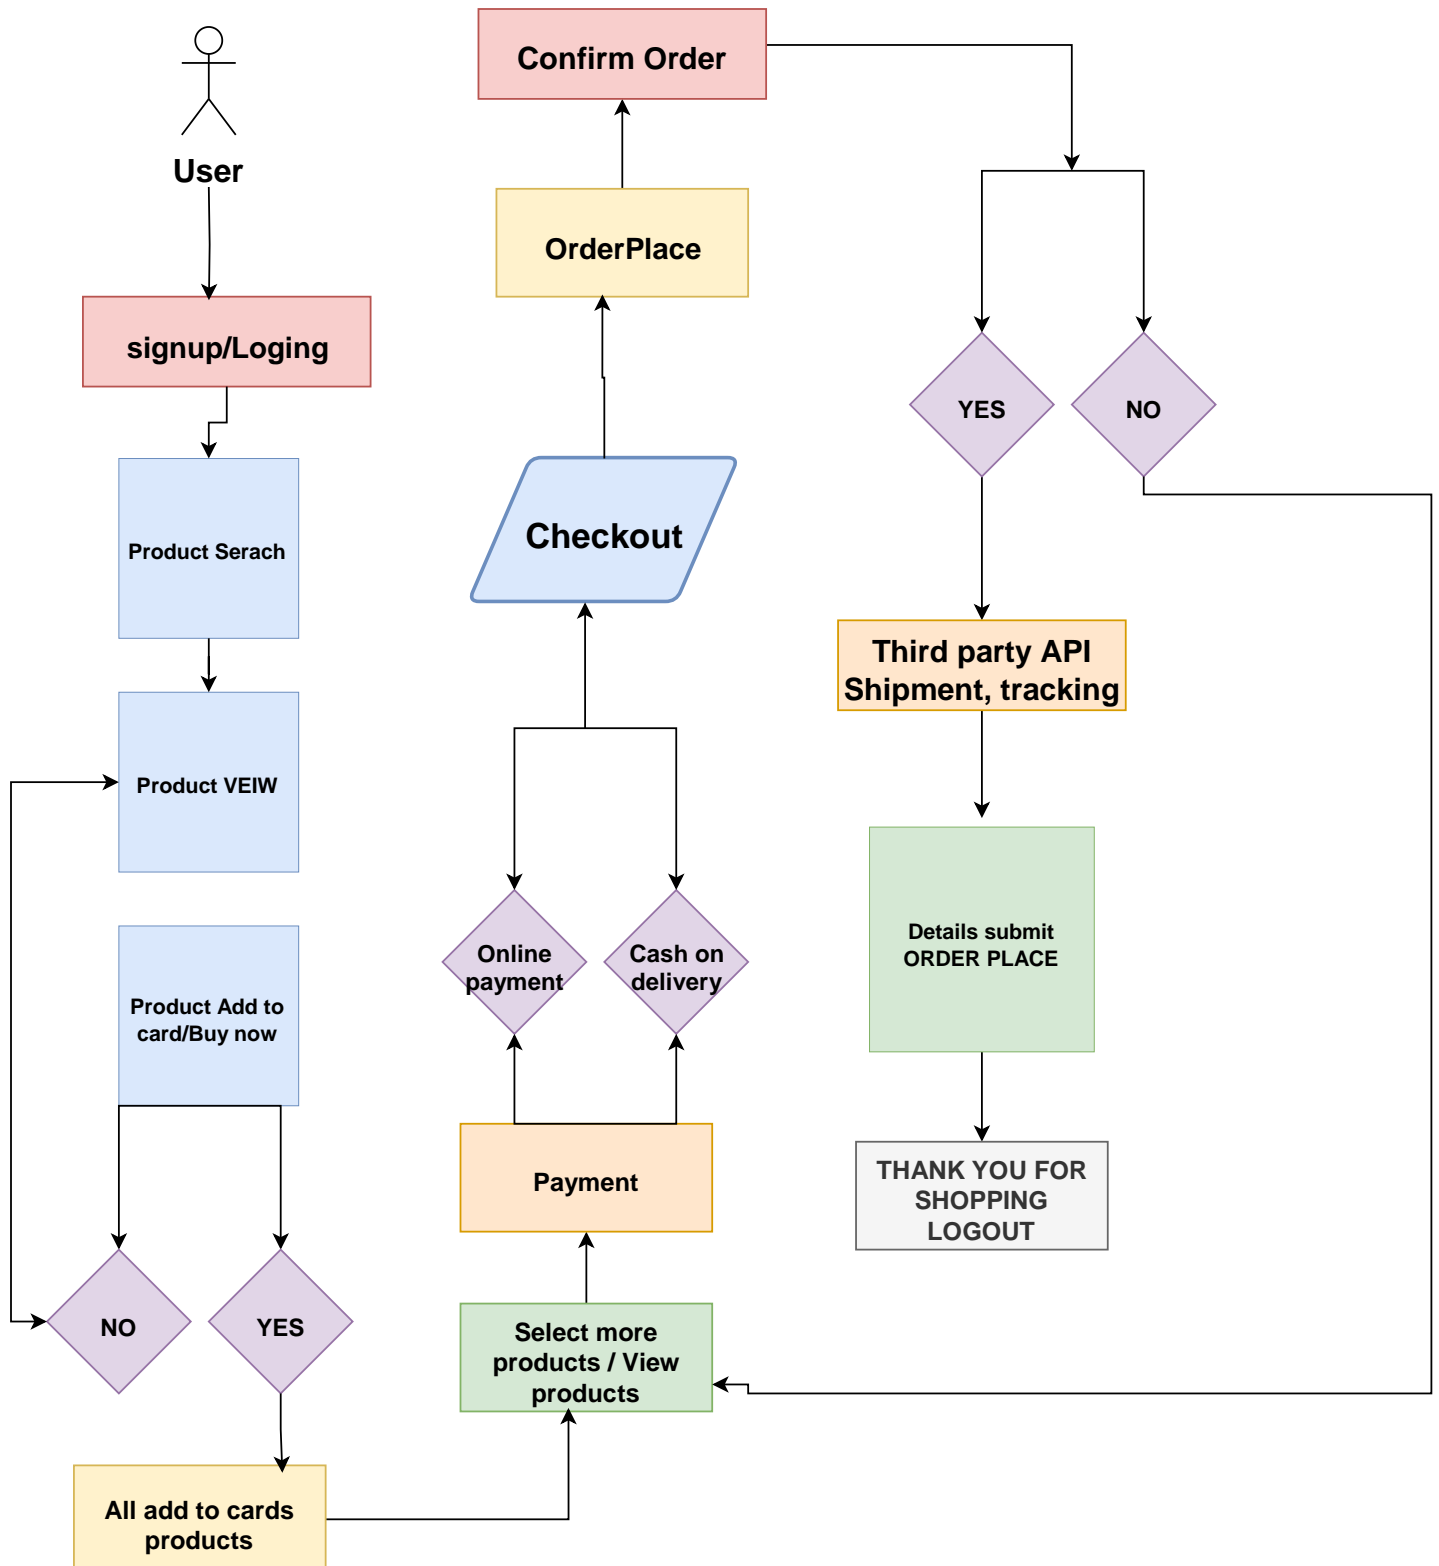 User
signup/Loging
Product Serach
Product VEIW
Product Add to
card/Buy now
NO
YES
All add to cards
products
Select more
products / View
products
Payment
Online
payment
Cash on
delivery
Checkout
OrderPlace
Confirm Order
YES
NO
Third party API
Shipment, tracking
Details submit
ORDER PLACE
THANK YOU FOR
SHOPPING
LOGOUT